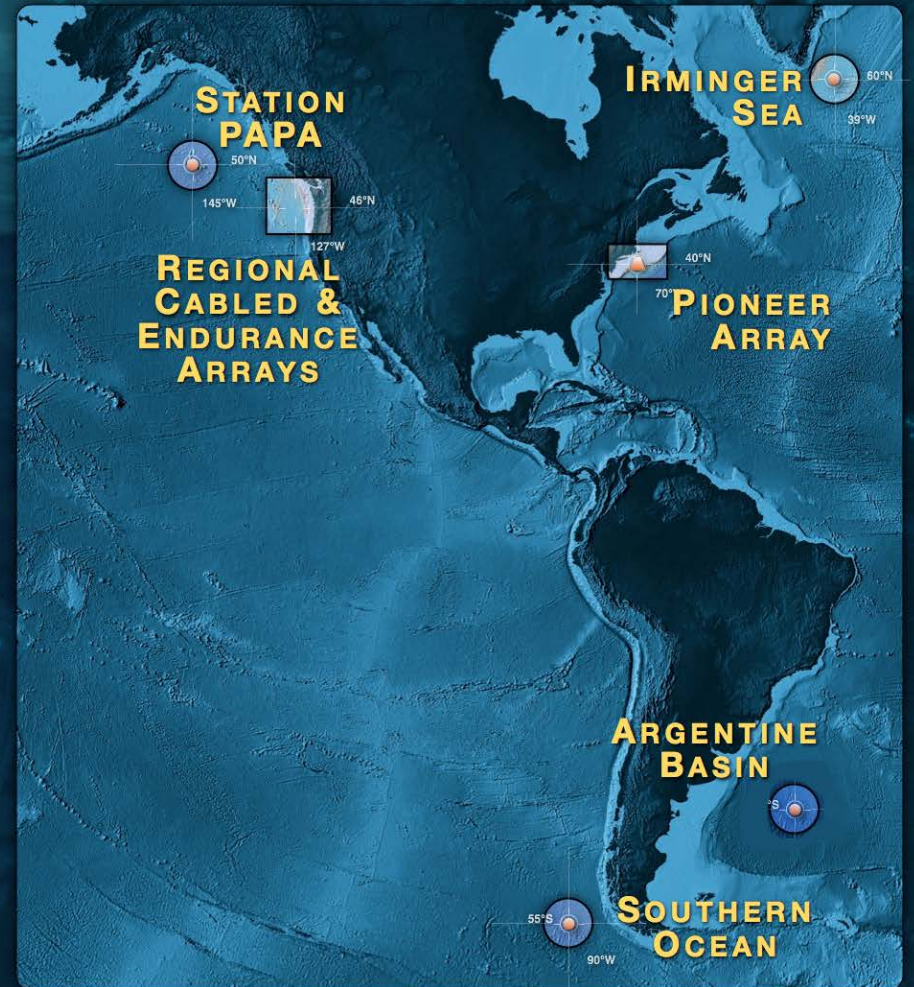 STATION
PAPA
50°N
145°W
IRMINGER
SEA
60°N
39°W
46°N
127°W
REGIONAL
CABLED &
ENDURANCE
ARRAYS
40°N
70°
PIONEER
ARRAY
ARGENTINE
BASIN
°S
55°S
90°W
SOUTHERN
OCEAN